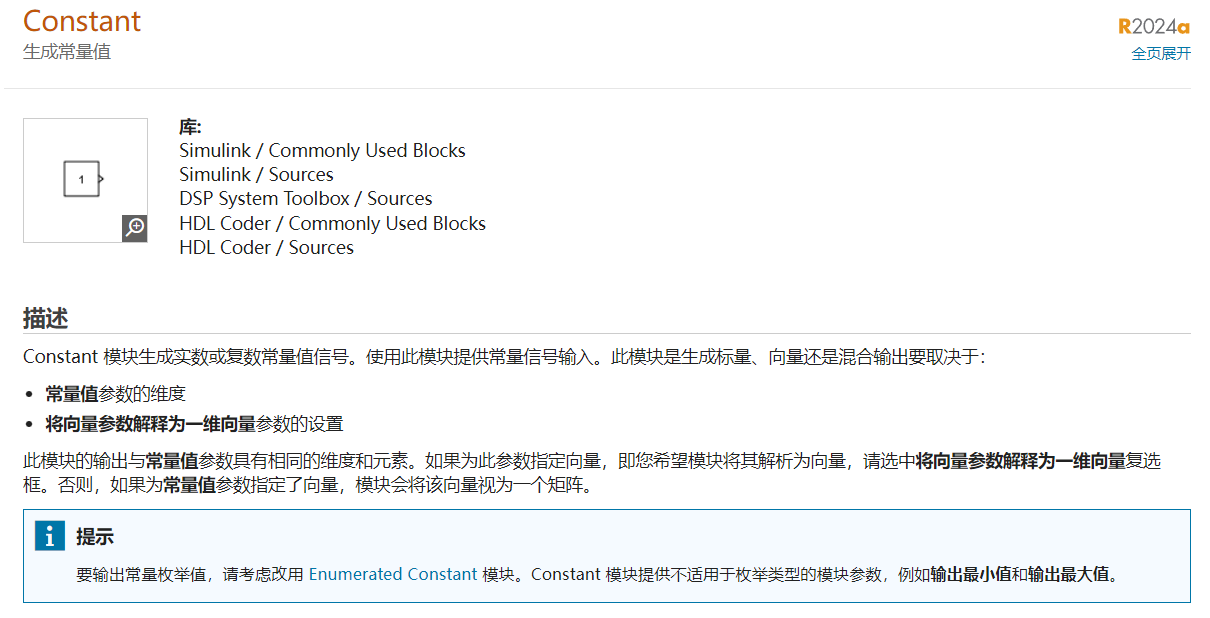 Constant
R2024a
生成常量值
全页展开
1
库:
Simulink / Commonly Used Blocks
Simulink / Sources
DSP System Toolbox / Sources
HDL Coder / Commonly Used Blocks
HDL Coder / Sources
描述
Constant 模块生成实数或复数常量值信号。使用此模块提供常量信号输入。此模块是生成标量、向量还是混合输出要取决于：
• 常量值参数的维度
• 将向量参数解释为一维向量参数的设置
此模块的输出与常量值参数具有相同的维度和元素。如果为此参数指定向量，即您希望模块将其解析为向量，请选中将向量参数解释为一维向量复选
框。否则，如果为常量值参数指定了向量，模块会将该向量视为一个矩阵。
i 提示
要输出常量枚举值，请考虑改用 Enumerated Constant 模块。Constant 模块提供不适用于枚举类型的模块参数，例如输出最小值和输出最大值。